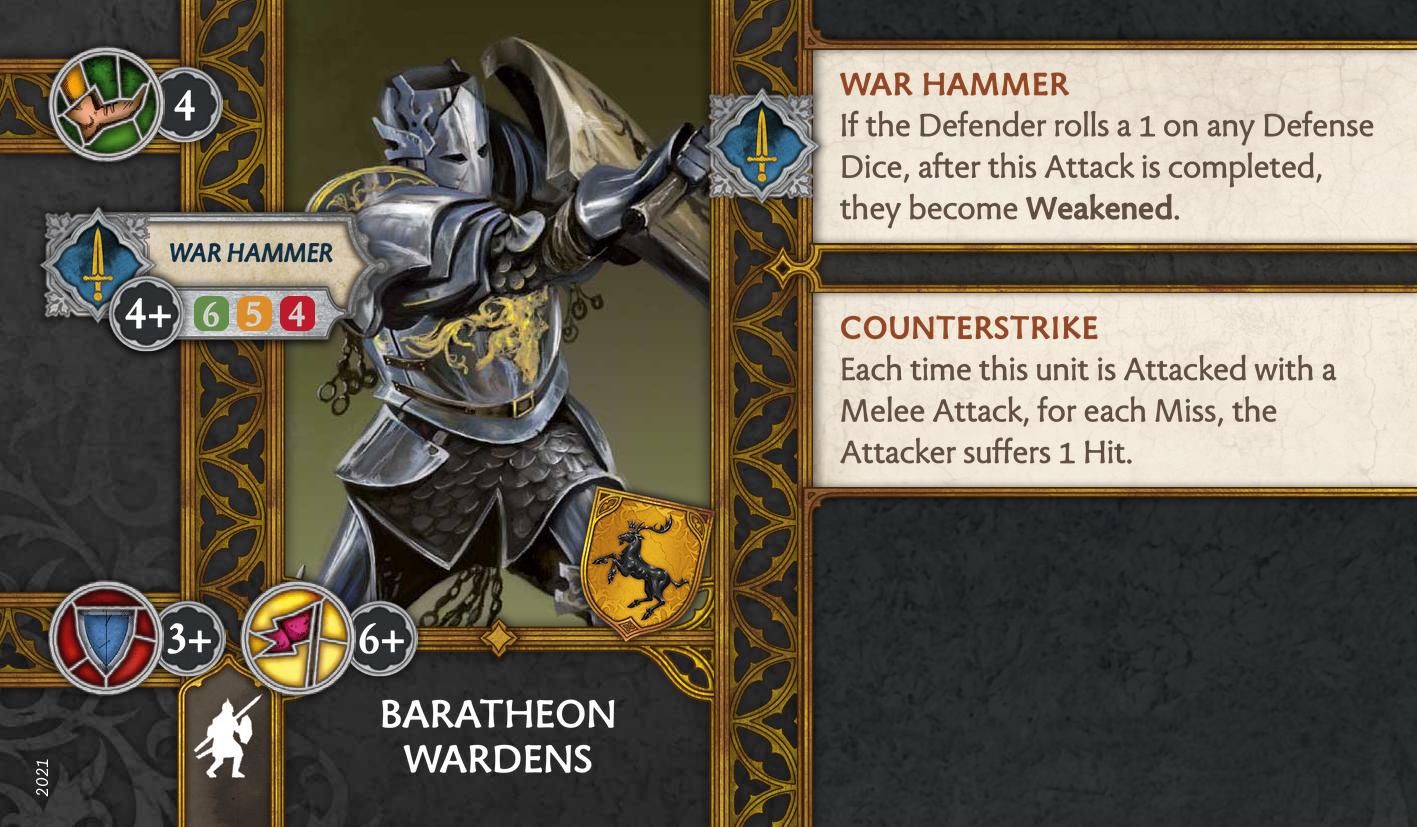 4
WAR HAMMER
4+ 6 5 4
3+ 6+
BARATHEON
WARDENS
2021
WAR HAMMER
If the Defender rolls a 1 on any Defense
Dice, after this Attack is completed,
they become Weakened.
COUNTERSTRIKE
Each time this unit is Attacked with a
Melee Attack, for each Miss, the
Attacker suffers 1 Hit.